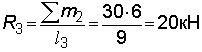 R₃ = ∑m₂ / l₃ = 30·6 / 9 = 20кН